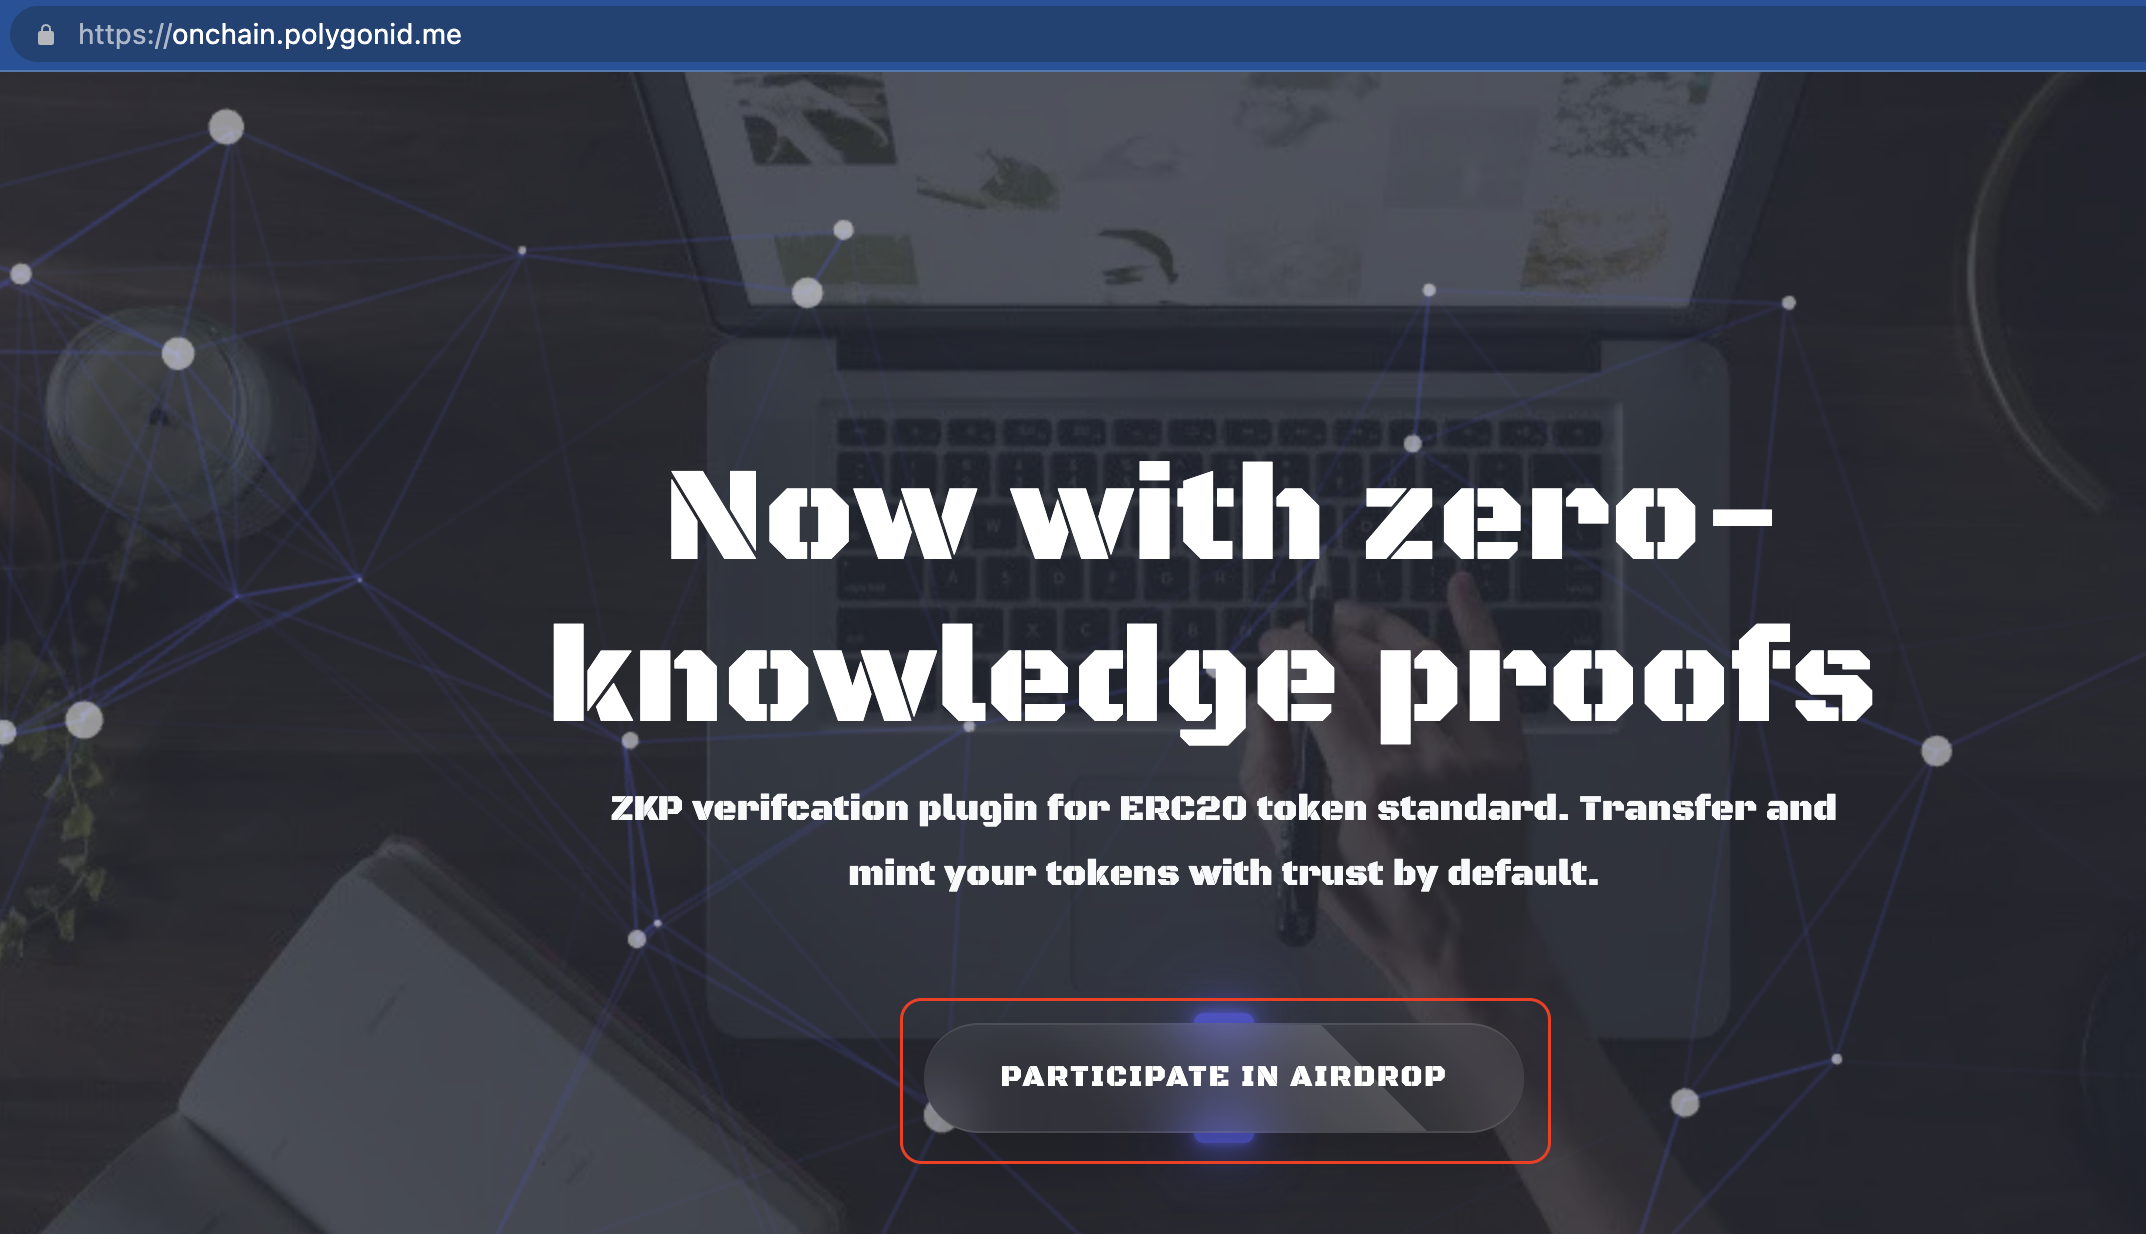 https://onchain.polygonid.me
Now with zero-
knowledge proofs
ZKP verifcation plugin for ERC20 token standard. Transfer and
mint your tokens with trust by default.
PARTICIPATE IN AIRDROP